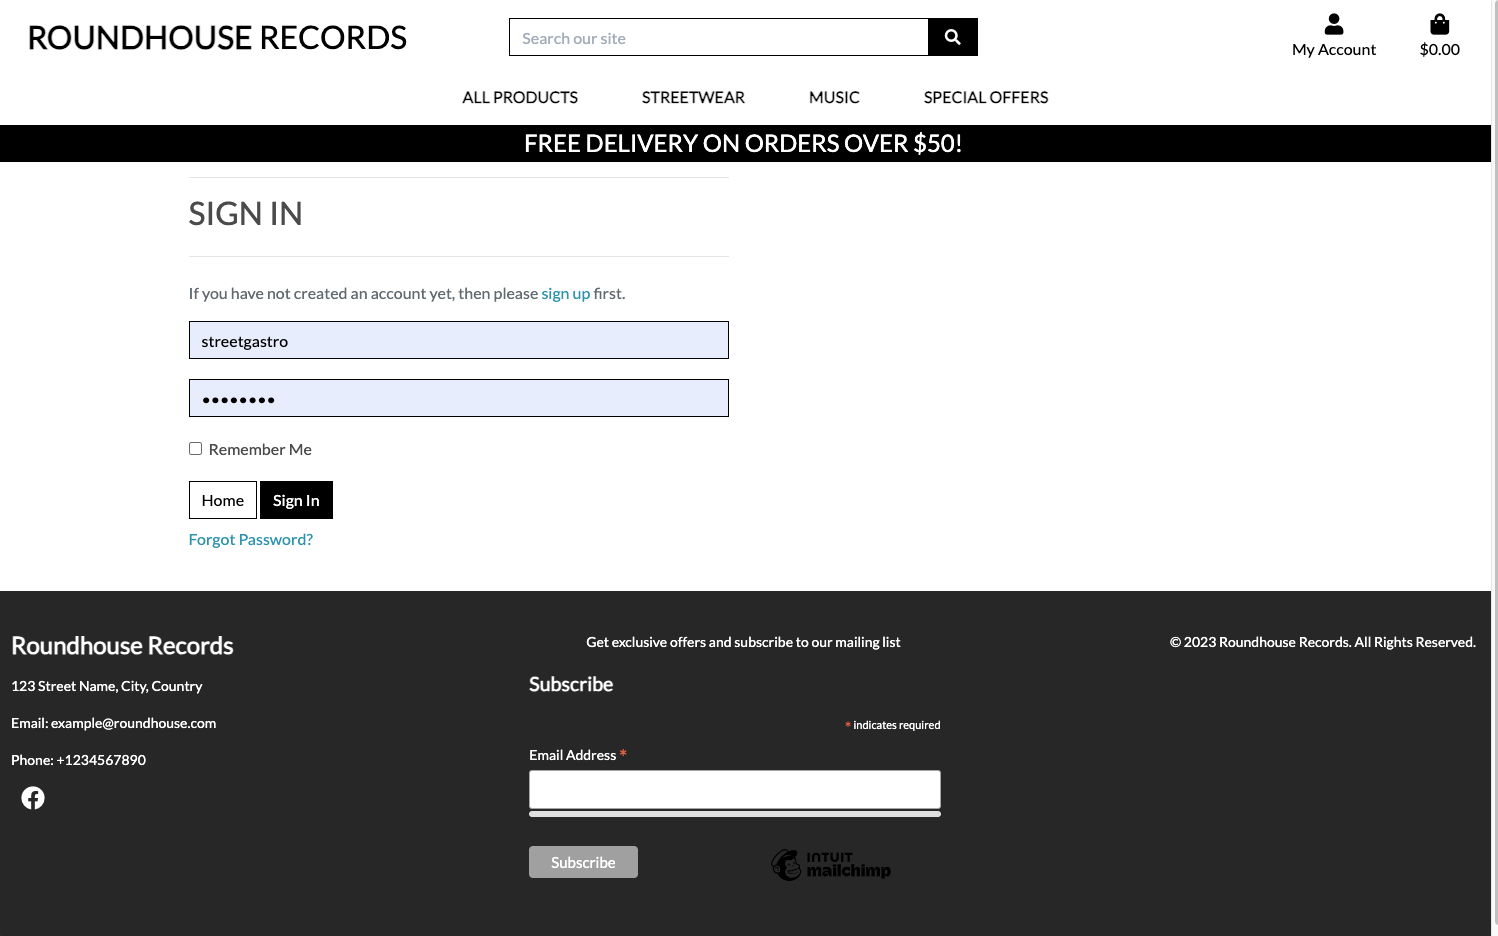 ROUNDHOUSE RECORDS
Search our site
My Account
$0.00
ALL PRODUCTS
STREETWEAR
MUSIC
SPECIAL OFFERS
FREE DELIVERY ON ORDERS OVER $50!
SIGN IN
If you have not created an account yet, then please sign up first.
streetgastro
••••••••
Remember Me
Home
Sign In
Forgot Password?
Roundhouse Records
123 Street Name, City, Country
Email: example@roundhouse.com
Phone: +1234567890
Get exclusive offers and subscribe to our mailing list
Subscribe
* indicates required
Email Address *
Subscribe
INTUIT
mailchimp
© 2023 Roundhouse Records. All Rights Reserved.